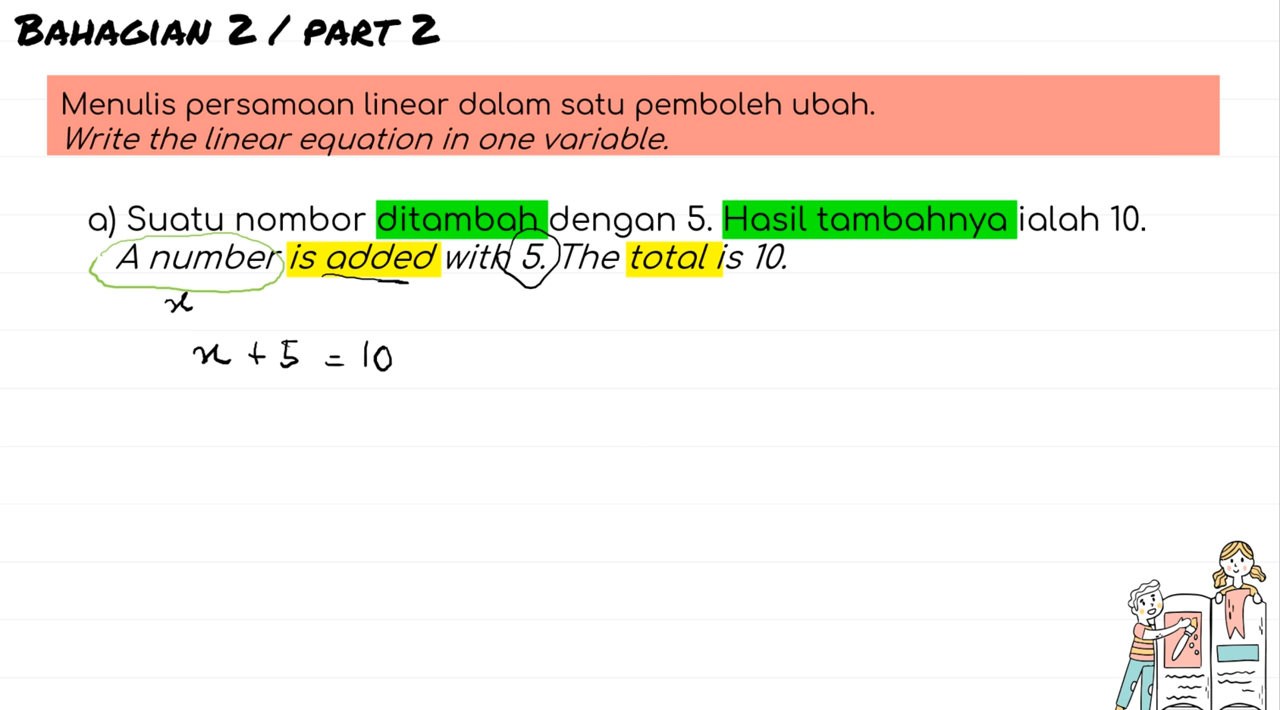 BAHAGIAN 2 / PART 2
Menulis persamaan linear dalam satu pemboleh ubah.
Write the linear equation in one variable.
a) Suatu nombor ditambah dengan 5. Hasil tambahnya ialah 10.
A number is added with 5. The total is 10.
x
x + 5 = 10